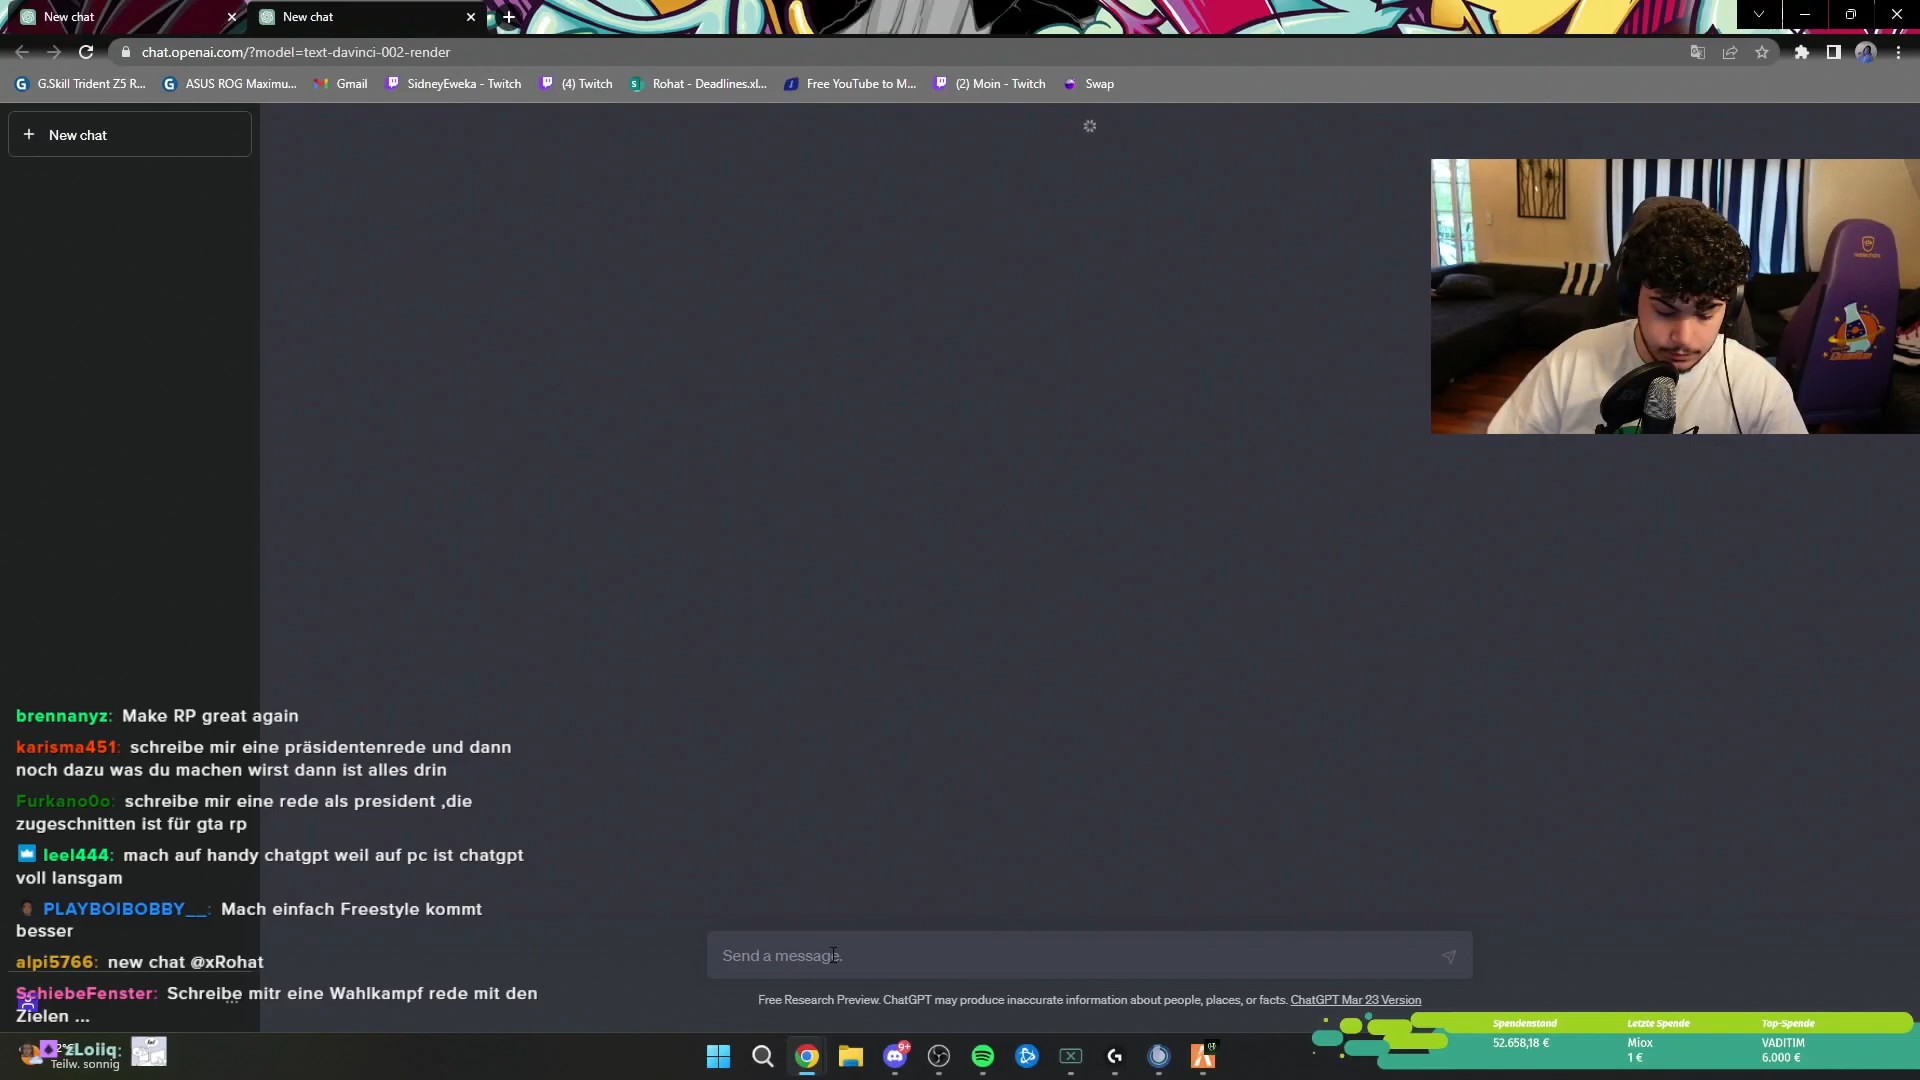 New chat
New chat
chat.openai.com/?model=text-davinci-002-render
G.Skill Trident Z5 R...
ASUS ROG Maximu...
Gmail
SidneyEweka - Twitch
(4) Twitch
Rohat - Deadlines.xl...
Free YouTube to M...
(2) Moin - Twitch
Swap
New chat
brennanyz: Make RP great again
karisma451: schreibe mir eine präsidentenrede und dann
noch dazu was du machen wirst dann ist alles drin
Furkano0o: schreibe mir eine rede als president ,die
zugeschnitten ist für gta rp
leel444: mach auf handy chatgpt weil auf pc ist chatgpt
voll lansgam
PLAYBOIBOBBY__: Mach einfach Freestyle kommt
besser
alpi5766: new chat @xRohat
SchiebeFenster: Schreibe mitr eine Wahlkampf rede mit den
Zielen ...
zLoiiq:
Teilw. sonnig
Send a message.
Free Research Preview. ChatGPT may produce inaccurate information about people, places, or facts. ChatGPT Mar 23 Version
9+
Spendenstand
Letzte Spende
Top-Spende
52.658,18 €
Miox
1 €
VADITIM
6.000 €